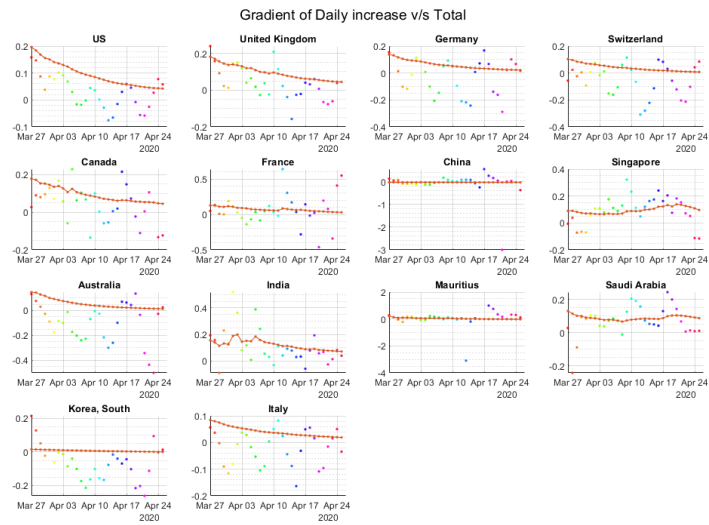 Gradient of Daily increase v/s Total
US
0.2
0.1
0
-0.1
Mar 27 Apr 03 Apr 10 Apr 17 Apr 24
2020
United Kingdom
0.2
0
-0.2
Mar 27 Apr 03 Apr 10 Apr 17 Apr 24
2020
Germany
0.2
0
-0.2
-0.4
Mar 27 Apr 03 Apr 10 Apr 17 Apr 24
2020
Switzerland
0.2
0
-0.2
-0.4
Mar 27 Apr 03 Apr 10 Apr 17 Apr 24
2020
Canada
0.2
0
-0.2
Mar 27 Apr 03 Apr 10 Apr 17 Apr 24
2020
France
0.5
0
-0.5
Mar 27 Apr 03 Apr 10 Apr 17 Apr 24
2020
China
0
-1
-2
-3
Mar 27 Apr 03 Apr 10 Apr 17 Apr 24
2020
Singapore
0.4
0.2
0
-0.2
Mar 27 Apr 03 Apr 10 Apr 17 Apr 24
2020
Australia
0
-0.2
-0.4
Mar 27 Apr 03 Apr 10 Apr 17 Apr 24
2020
India
0.4
0.2
0
Mar 27 Apr 03 Apr 10 Apr 17 Apr 24
2020
Mauritius
2
0
-2
-4
Mar 27 Apr 03 Apr 10 Apr 17 Apr 24
2020
Saudi Arabia
0.2
0
-0.2
Mar 27 Apr 03 Apr 10 Apr 17 Apr 24
2020
Korea, South
0.2
0
-0.2
Mar 27 Apr 03 Apr 10 Apr 17 Apr 24
2020
Italy
0.1
0
-0.1
-0.2
Mar 27 Apr 03 Apr 10 Apr 17 Apr 24
2020